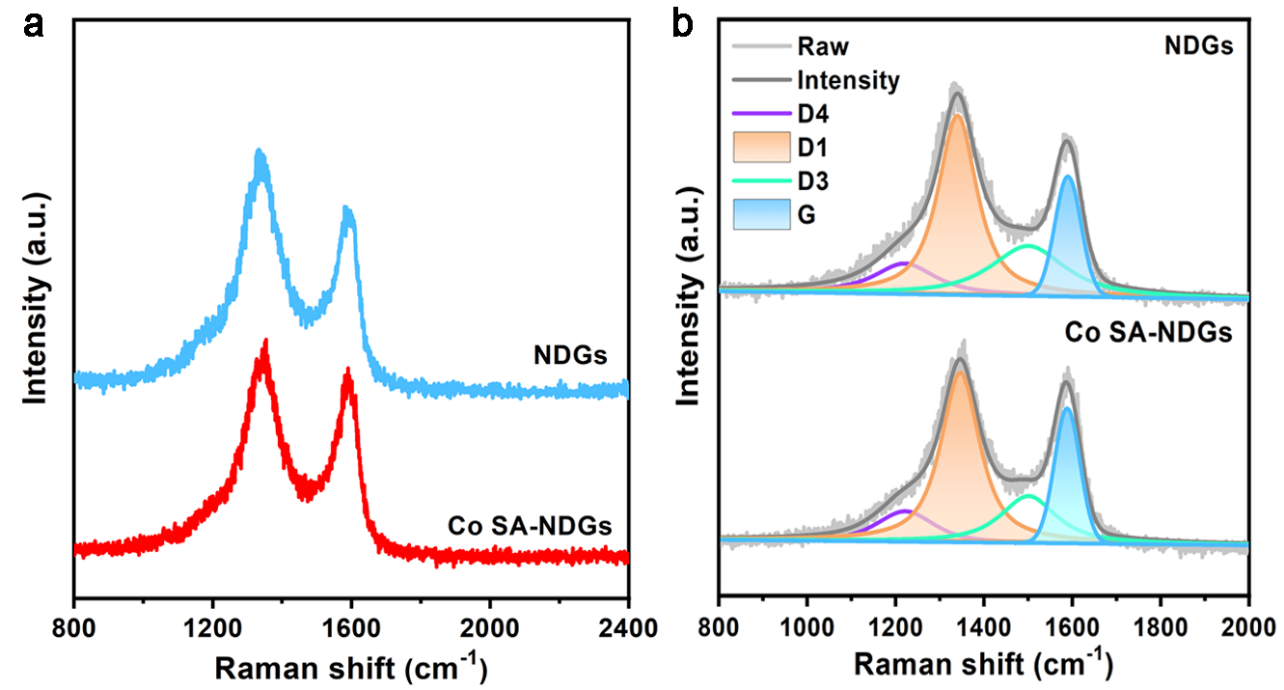 a
Intensity (a.u.)
NDGs
Co SA-NDGs
800 1200 1600 2000 2400
Raman shift (cm-1)
b
Intensity (a.u.)
Raw
Intensity
D4
D1
D3
G
NDGs
Co SA-NDGs
800 1000 1200 1400 1600 1800 2000
Raman shift (cm-1)